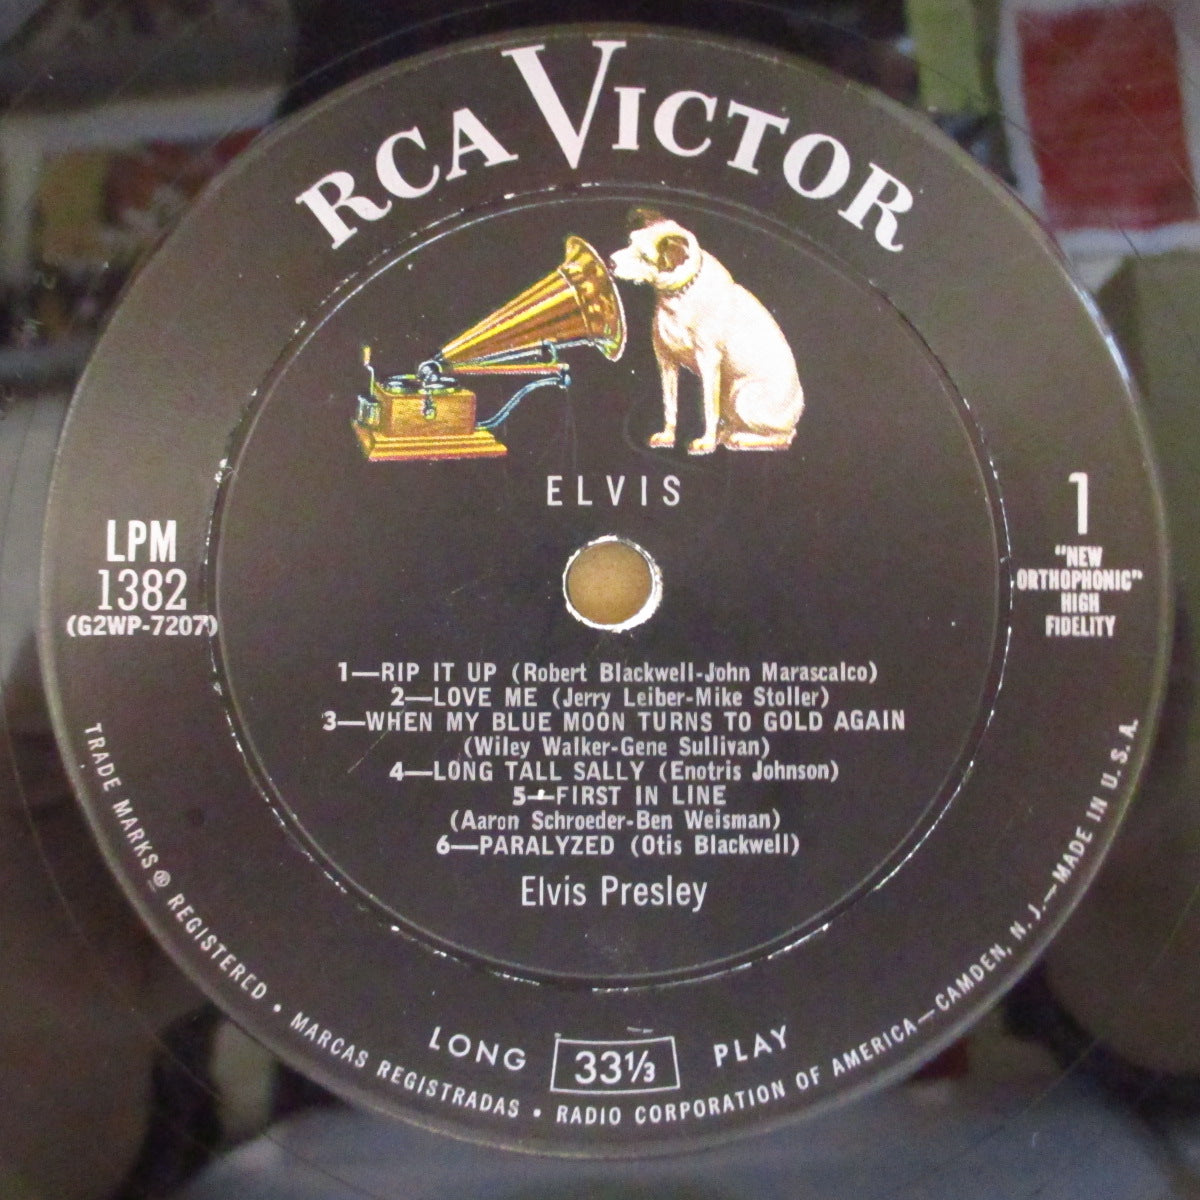 RCA VICTOR
ELVIS
LPM
1382
(G2WP-7207)
1
"NEW
ORTHOPHONIC"
HIGH
FIDELITY
1—RIP IT UP (Robert Blackwell-John Marascalco)
2—LOVE ME (Jerry Leiber-Mike Stoller)
3—WHEN MY BLUE MOON TURNS TO GOLD AGAIN
(Wiley Walker-Gene Sullivan)
4—LONG TALL SALLY (Enotris Johnson)
5—FIRST IN LINE
(Aaron Schroeder-Ben Weisman)
6—PARALYZED (Otis Blackwell)
Elvis Presley
LONG 33⅓ PLAY
TRADE MARKS ® REGISTERED • MARCAS REGISTRADAS • RADIO CORPORATION OF AMERICA—CAMDEN, N. J.—MADE IN U. S. A.